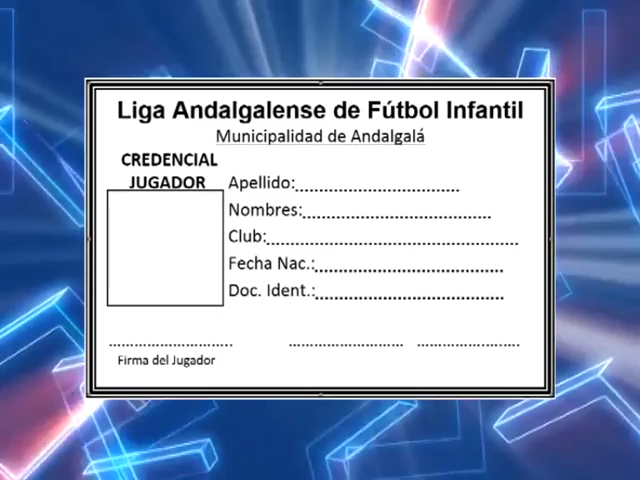 Liga Andalgalense de Fútbol Infantil
Municipalidad de Andalgalá
CREDENCIAL
JUGADOR
Apellido:....................................
Nombres:.........................................
Club:.......................................................
Fecha Nac.:.........................................
Doc. Ident.:.........................................
............................ .......................... .......................
Firma del Jugador